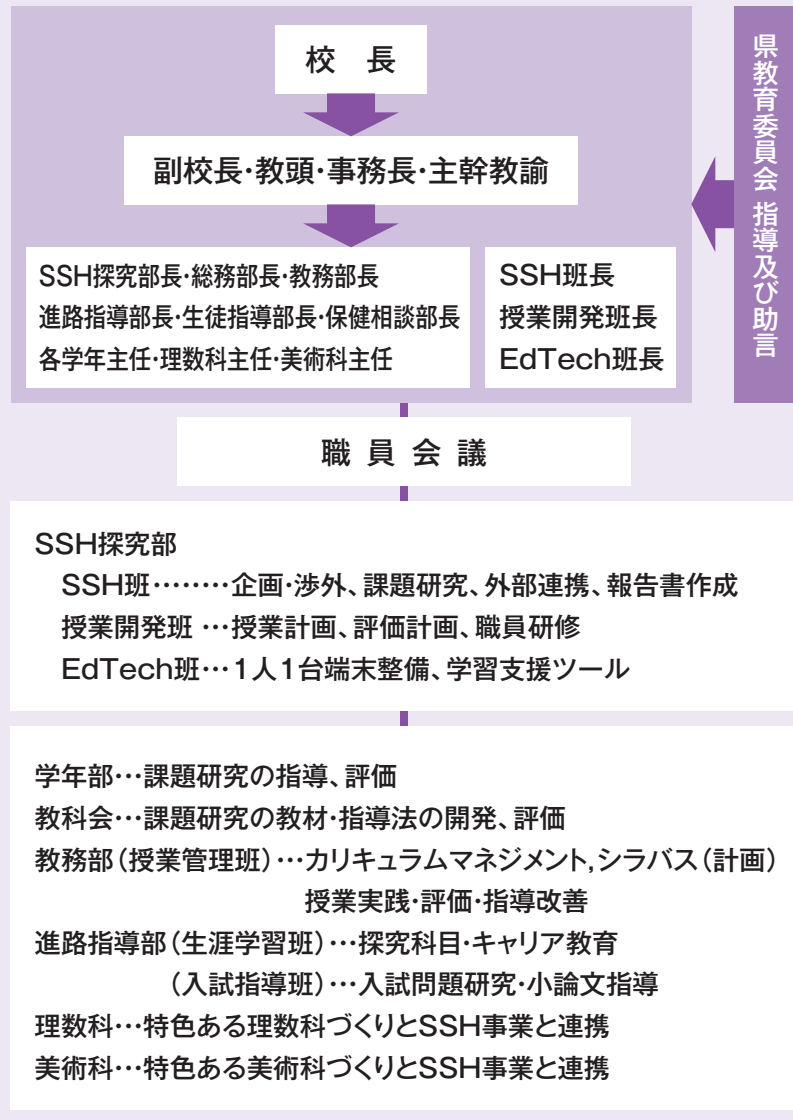 校　長
県教育委員会 指導及び助言
副校長・教頭・事務長・主幹教諭
SSH探究部長・総務部長・教務部長
進路指導部長・生徒指導部長・保健相談部長
各学年主任・理数科主任・美術科主任
SSH班長
授業開発班長
EdTech班長
職 員 会 議
SSH探究部
SSH班………企画・渉外、課題研究、外部連携、報告書作成
授業開発班 …授業計画、評価計画、職員研修
EdTech班…1人1台端末整備、学習支援ツール
学年部…課題研究の指導、評価
教科会…課題研究の教材・指導法の開発、評価
教務部（授業管理班）…カリキュラムマネジメント,シラバス（計画）
授業実践・評価・指導改善
進路指導部（生涯学習班）…探究科目・キャリア教育
（入試指導班）…入試問題研究・小論文指導
理数科…特色ある理数科づくりとSSH事業と連携
美術科…特色ある美術科づくりとSSH事業と連携